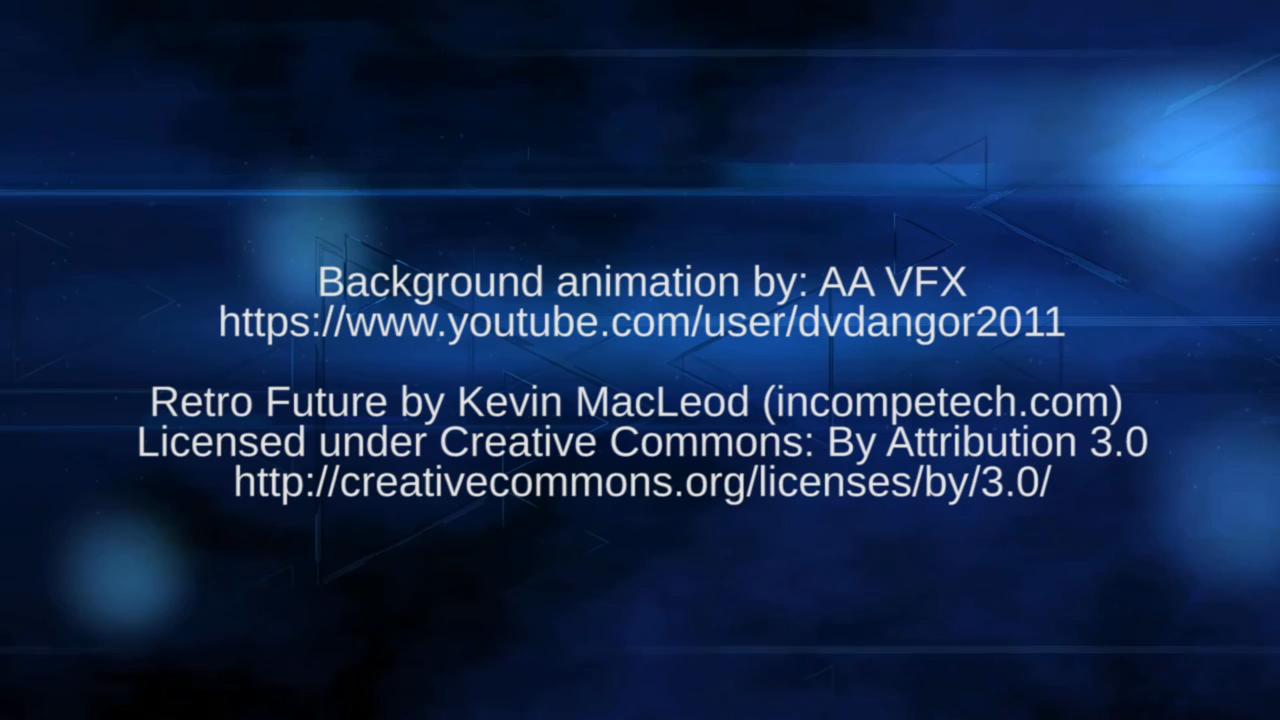 Background animation by: AA VFX
https://www.youtube.com/user/dvdangor2011
Retro Future by Kevin MacLeod (incompetech.com)
Licensed under Creative Commons: By Attribution 3.0
http://creativecommons.org/licenses/by/3.0/